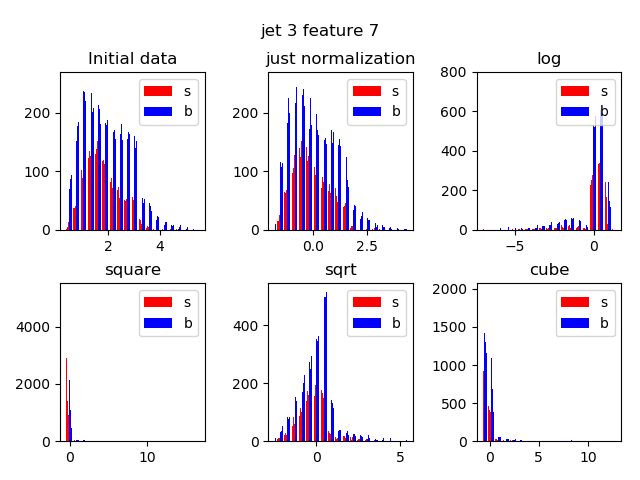 jet 3 feature 7
Initial data
just normalization
log
s
b
s
b
s
b
200
100
0
2
4
200
100
0
0.0
2.5
800
600
400
200
0
−5
0
square
sqrt
cube
s
b
s
b
s
b
4000
2000
0
0
10
400
200
0
0
5
2000
1500
1000
500
0
0
5
10